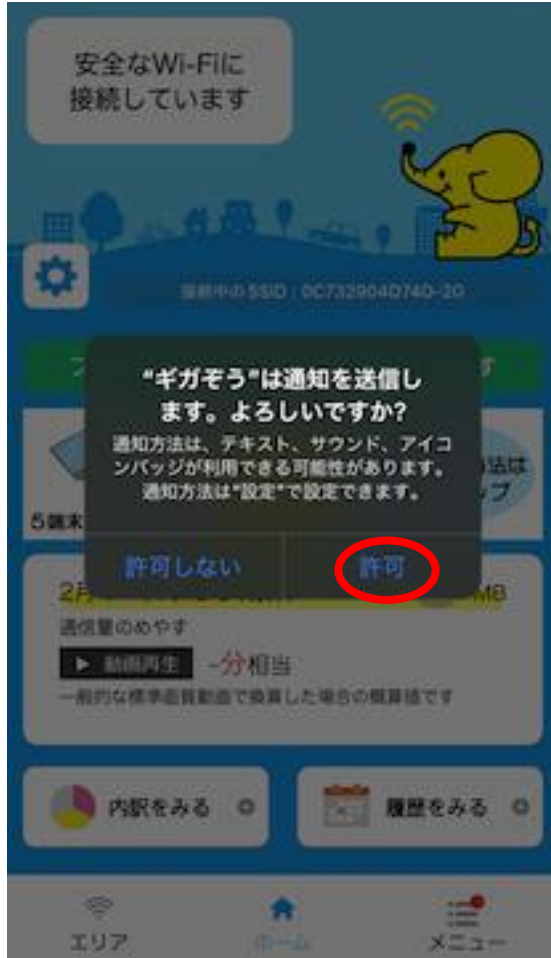 安全なWi-Fiに
接続しています
接続中のSSID：0C732904D74D-2G
“ギガぞう”は通知を送信し
ます。よろしいですか?
通知方法は、テキスト、サウンド、アイコ
ンバッジが利用できる可能性があります。
通知方法は“設定”で設定できます。
許可しない
許可
5端末
2月
MB
通信量のめやす
▶ 動画再生 -分相当
一般的な標準画質動画で換算した場合の概算値です
内訳をみる
履歴をみる
エリア
ホーム
メニュー